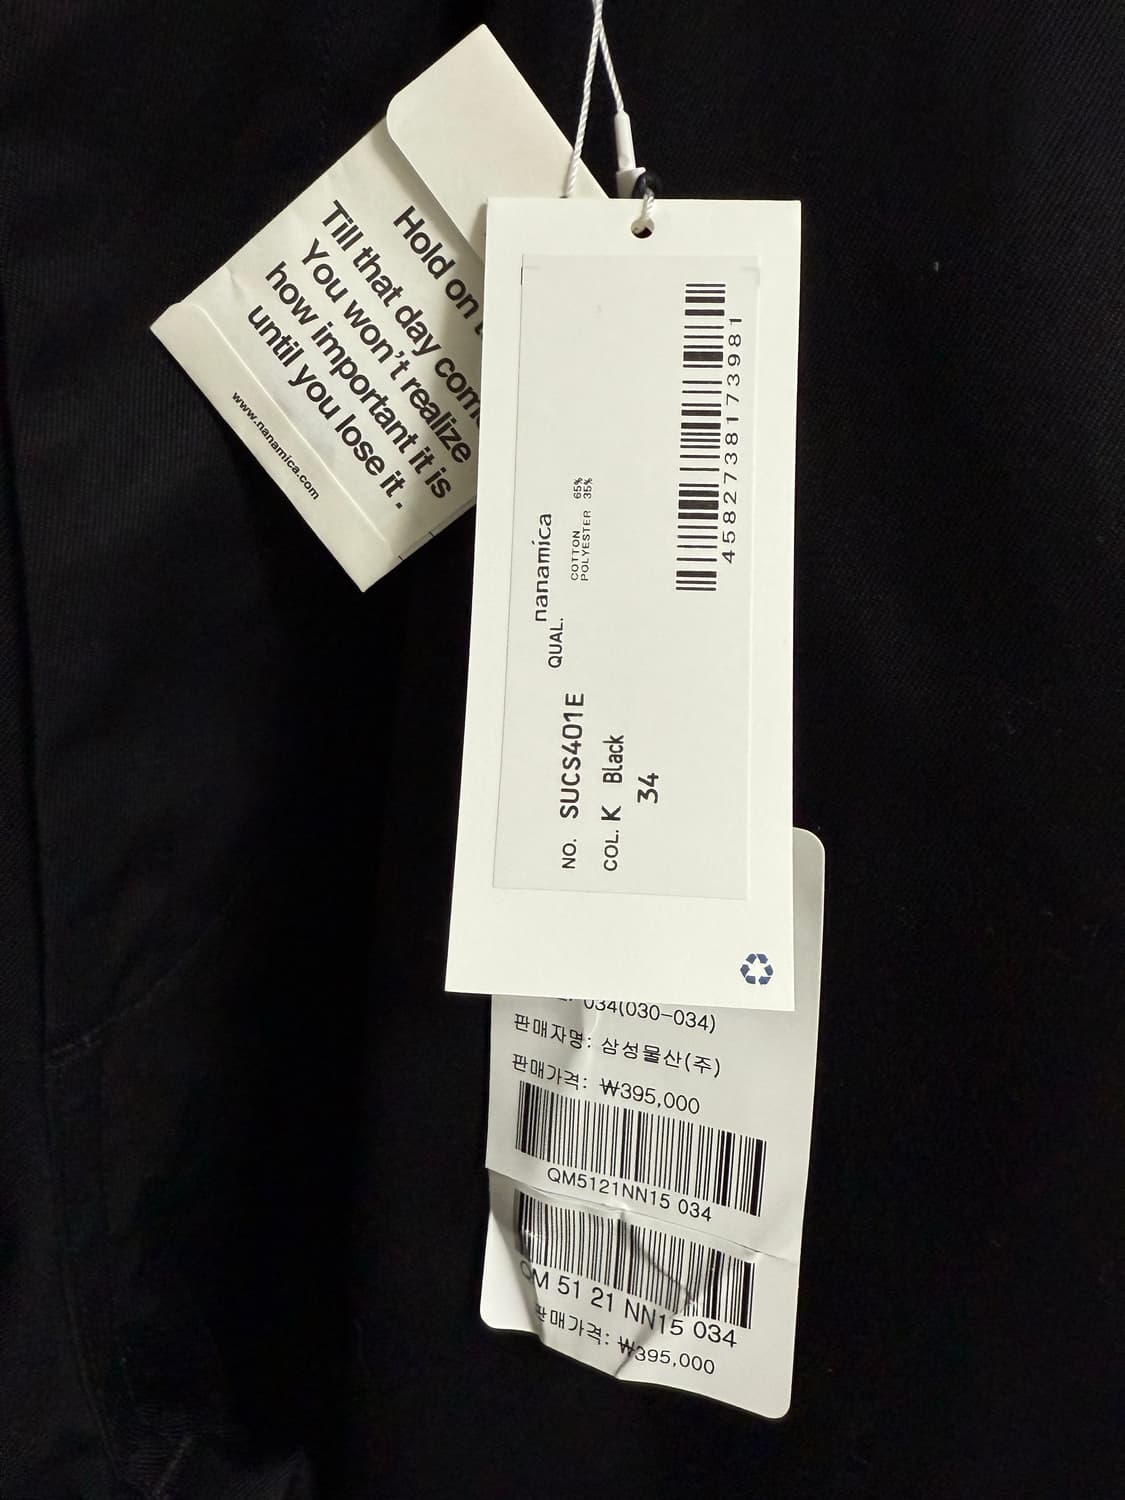 Hold on
Till that day com
You won't realize
how important it is
until you lose it.
www.nanamica.com
nanamica
QUAL.
COTTON 65%
POLYESTER 35%
NO. SUCS401E
COL. K Black
34
4582738173981
034(030-034)
판매자명: 삼성물산(주)
판매가격: ₩395,000
QM5121NN15 034
QM 51 21 NN15 034
판매가격: ₩395,000